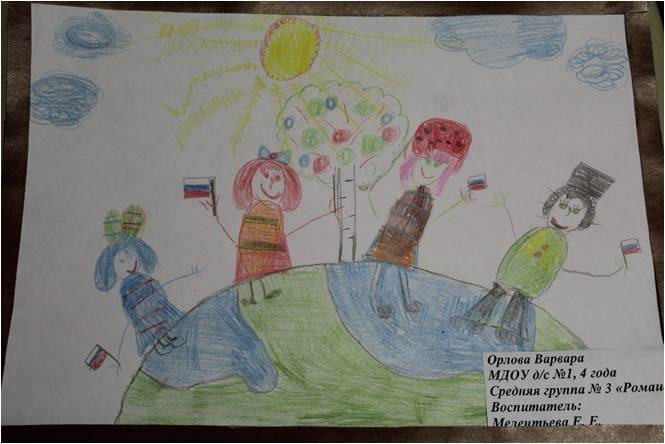 Орлова Варвара
МДОУ д/с №1, 4 года
Средняя группа № 3 «Ромаш
Воспитатель:
Мелентьева Е. Е.